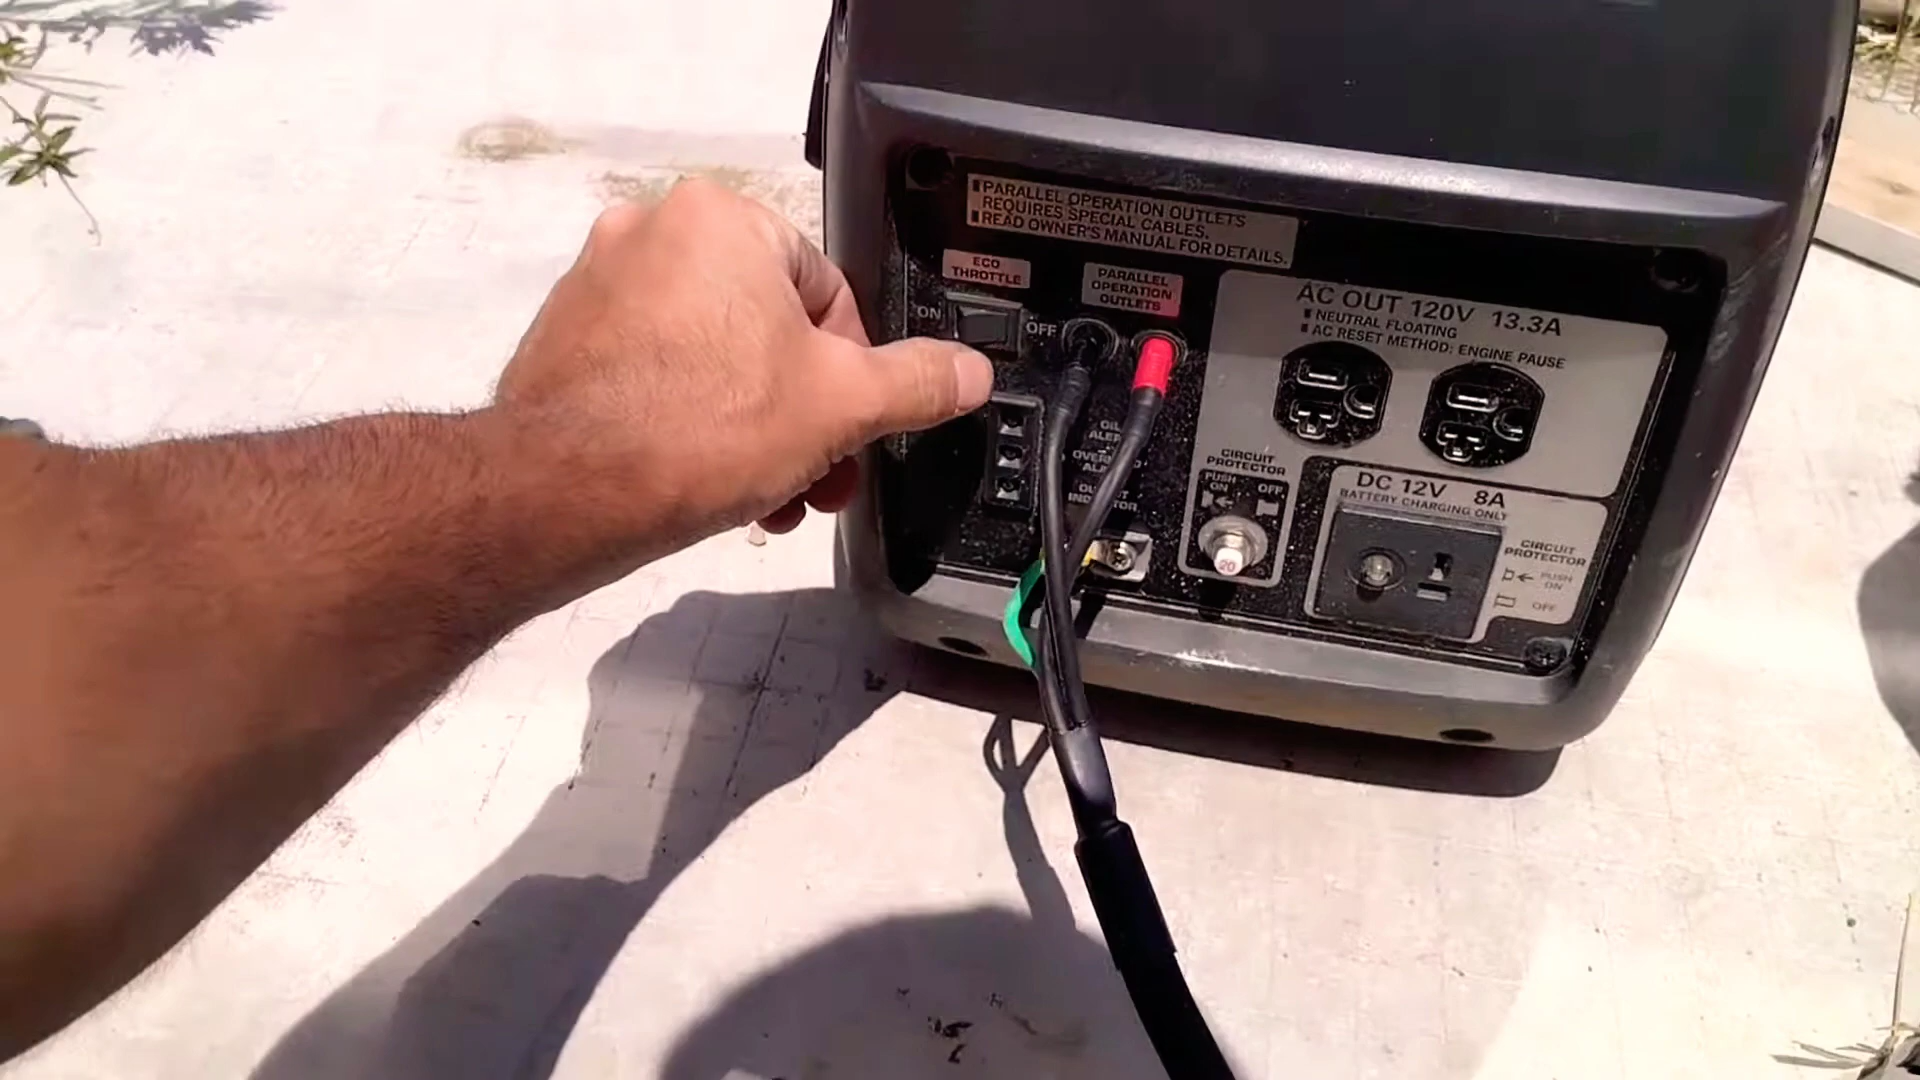 PARALLEL OPERATION OUTLETS
REQUIRES SPECIAL CABLES.
READ OWNER'S MANUAL FOR DETAILS.
ECO
THROTTLE
ON
OFF
PARALLEL
OPERATION
OUTLETS
AC OUT 120V 13.3A
NEUTRAL FLOATING
AC RESET METHOD: ENGINE PAUSE
CIRCUIT
PROTECTOR
PUSH
ON
OFF
20
DC 12V 8A
BATTERY CHARGING ONLY
CIRCUIT
PROTECTOR
PUSH
ON
OFF